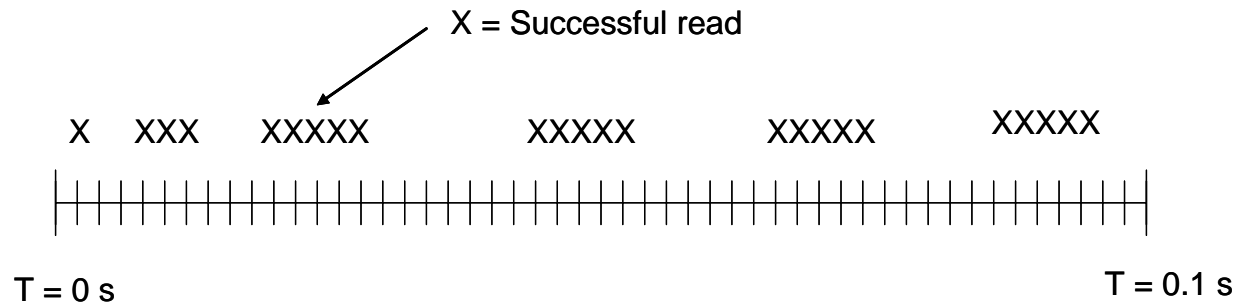 X = Successful read
X XXX XXXXX XXXXX XXXXX XXXXX
T = 0 s
T = 0.1 s